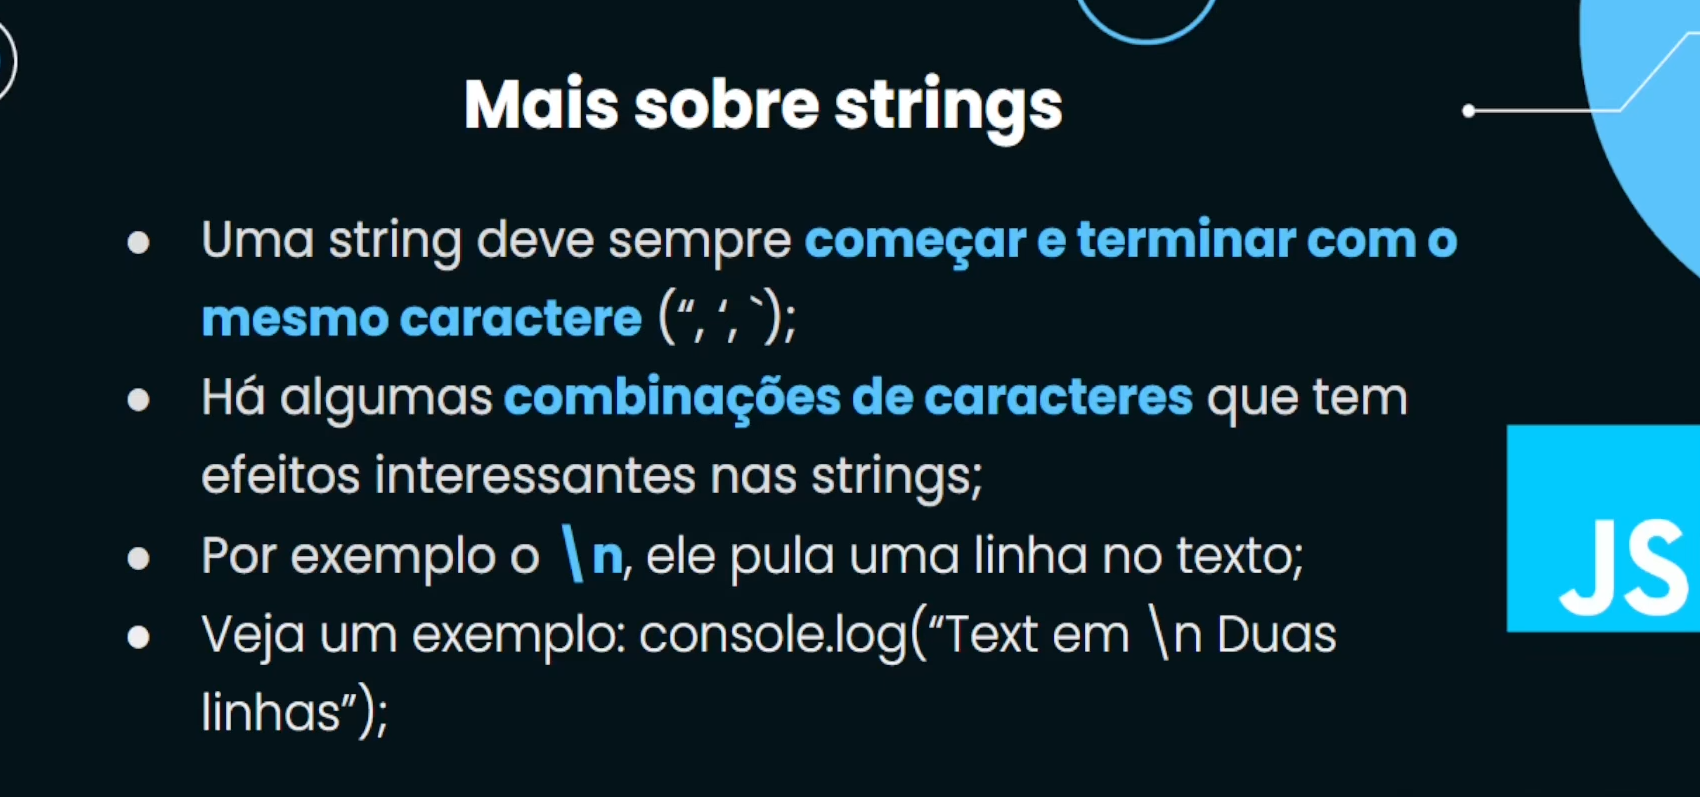 Mais sobre strings
● Uma string deve sempre começar e terminar com o
mesmo caractere (“, ‘, `);
● Há algumas combinações de caracteres que tem
efeitos interessantes nas strings;
● Por exemplo o \n, ele pula uma linha no texto;
● Veja um exemplo: console.log(“Text em \n Duas
linhas”);
JS